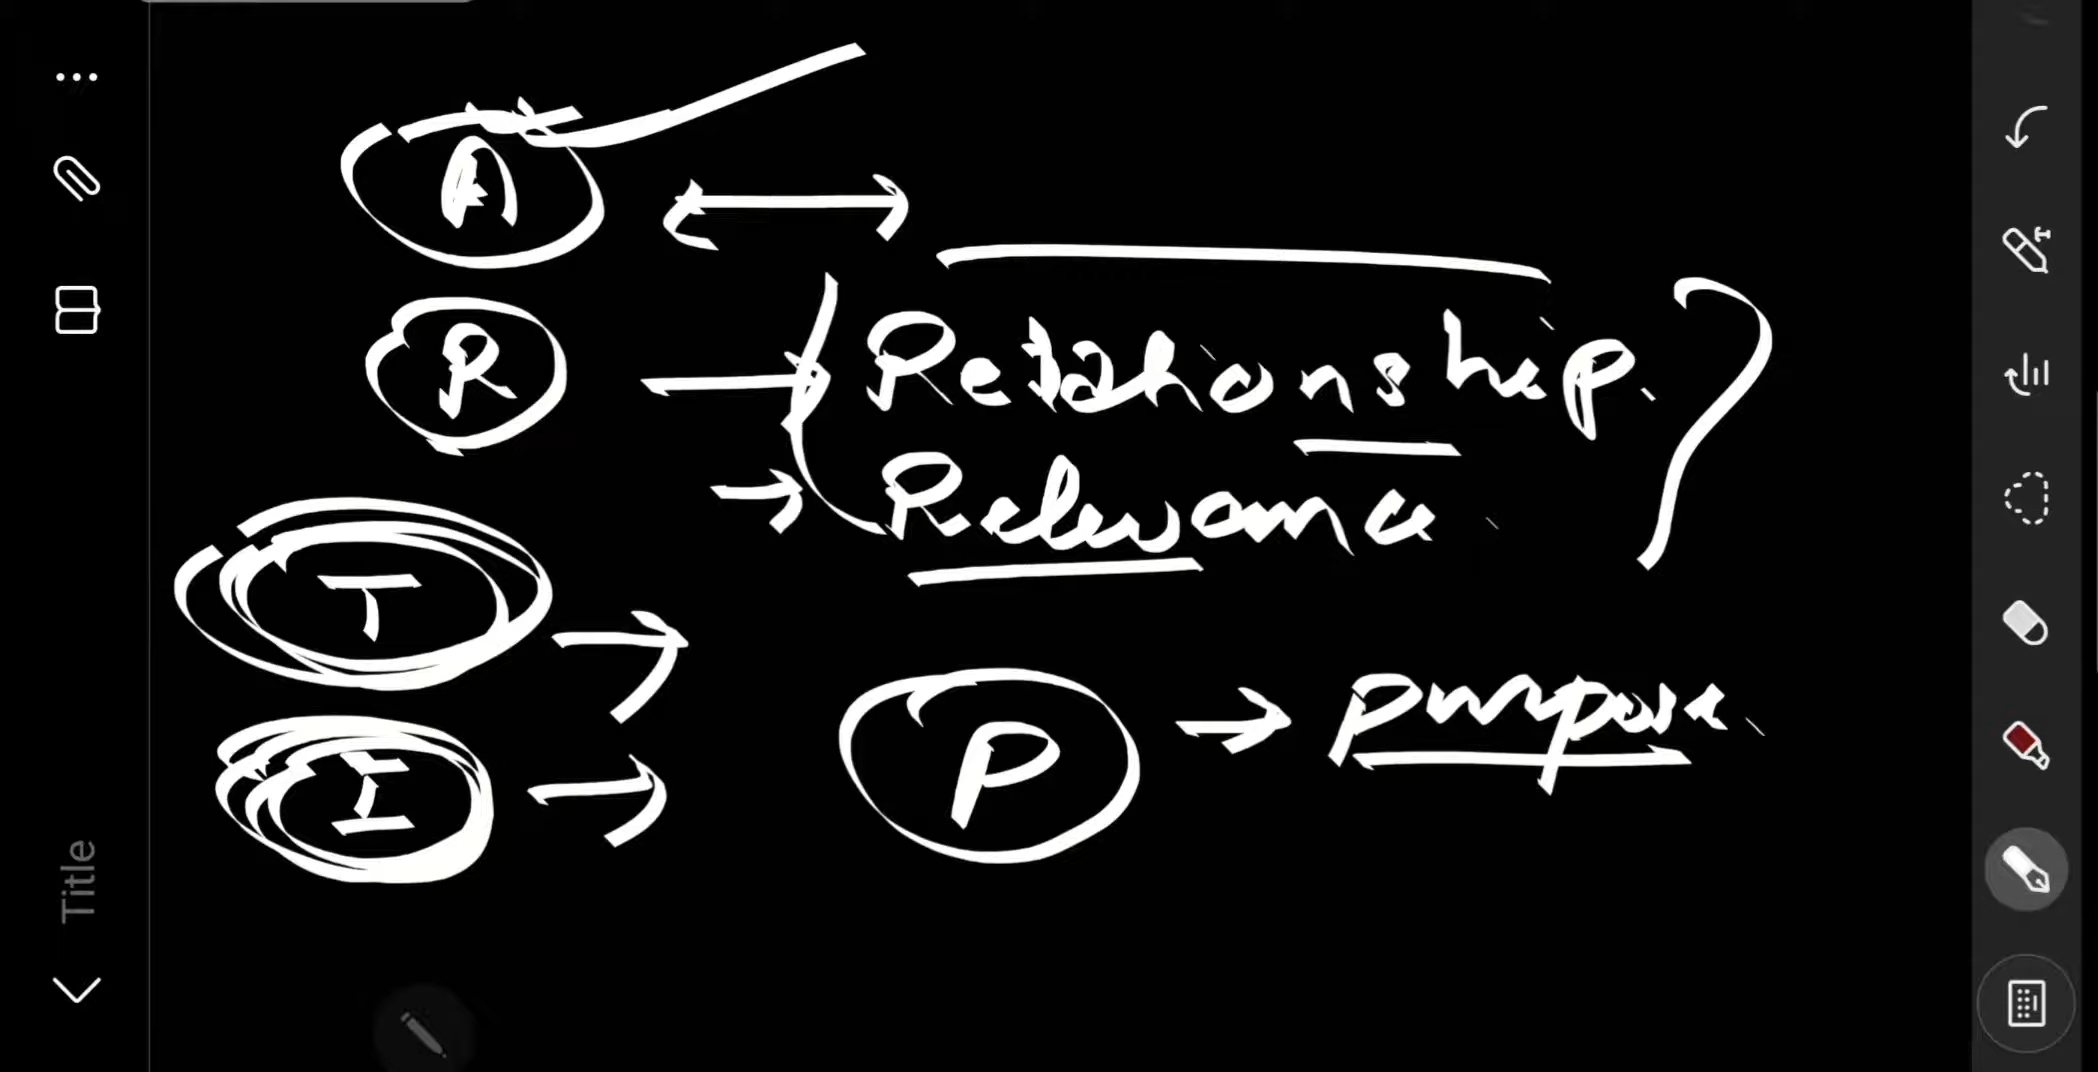 A
R → Relationship.
→ Relevance
T →
I →
P → purpose.
Title